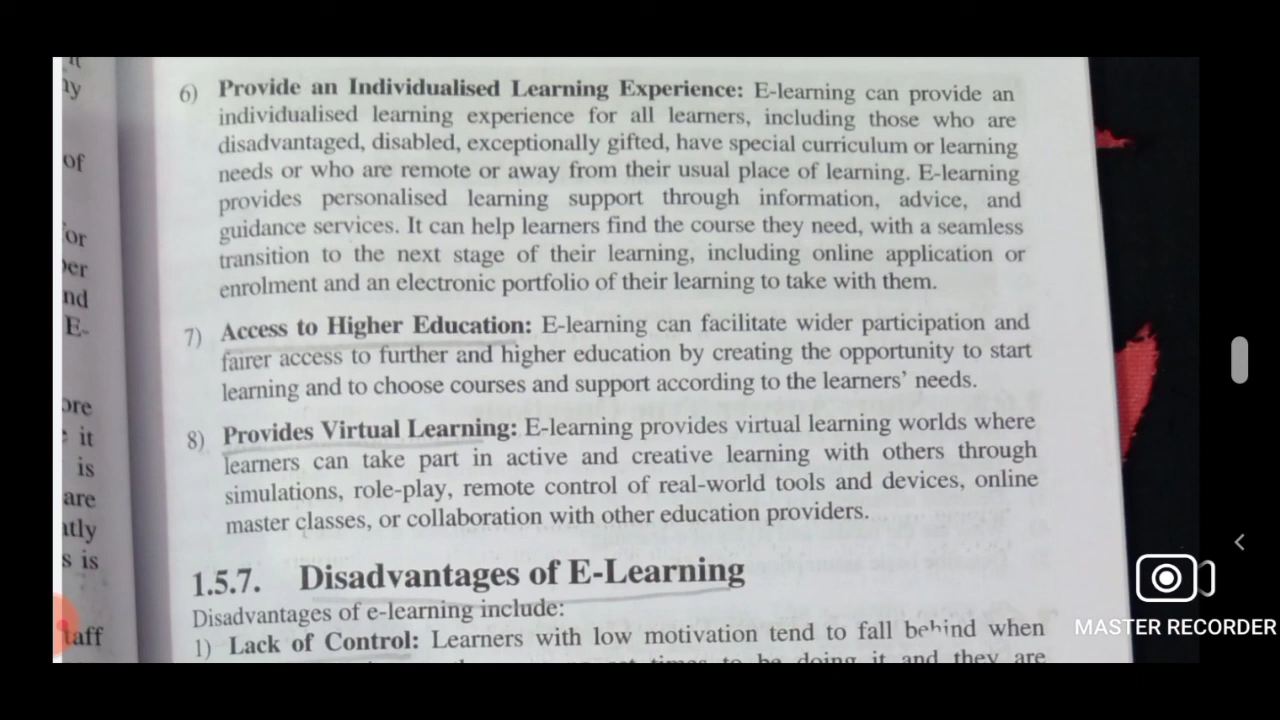 ny
of
for
per
nd
E-
ore
it
is
are
ntly
s is
taff
6) Provide an Individualised Learning Experience: E-learning can provide an
individualised learning experience for all learners, including those who are
disadvantaged, disabled, exceptionally gifted, have special curriculum or learning
needs or who are remote or away from their usual place of learning. E-learning
provides personalised learning support through information, advice, and
guidance services. It can help learners find the course they need, with a seamless
transition to the next stage of their learning, including online application or
enrolment and an electronic portfolio of their learning to take with them.
7) Access to Higher Education: E-learning can facilitate wider participation and
fairer access to further and higher education by creating the opportunity to start
learning and to choose courses and support according to the learners' needs.
8) Provides Virtual Learning: E-learning provides virtual learning worlds where
learners can take part in active and creative learning with others through
simulations, role-play, remote control of real-world tools and devices, online
master classes, or collaboration with other education providers.
1.5.7. Disadvantages of E-Learning
Disadvantages of e-learning include:
1) Lack of Control: Learners with low motivation tend to fall behind when
times to be doing it and they are
MASTER RECORDER